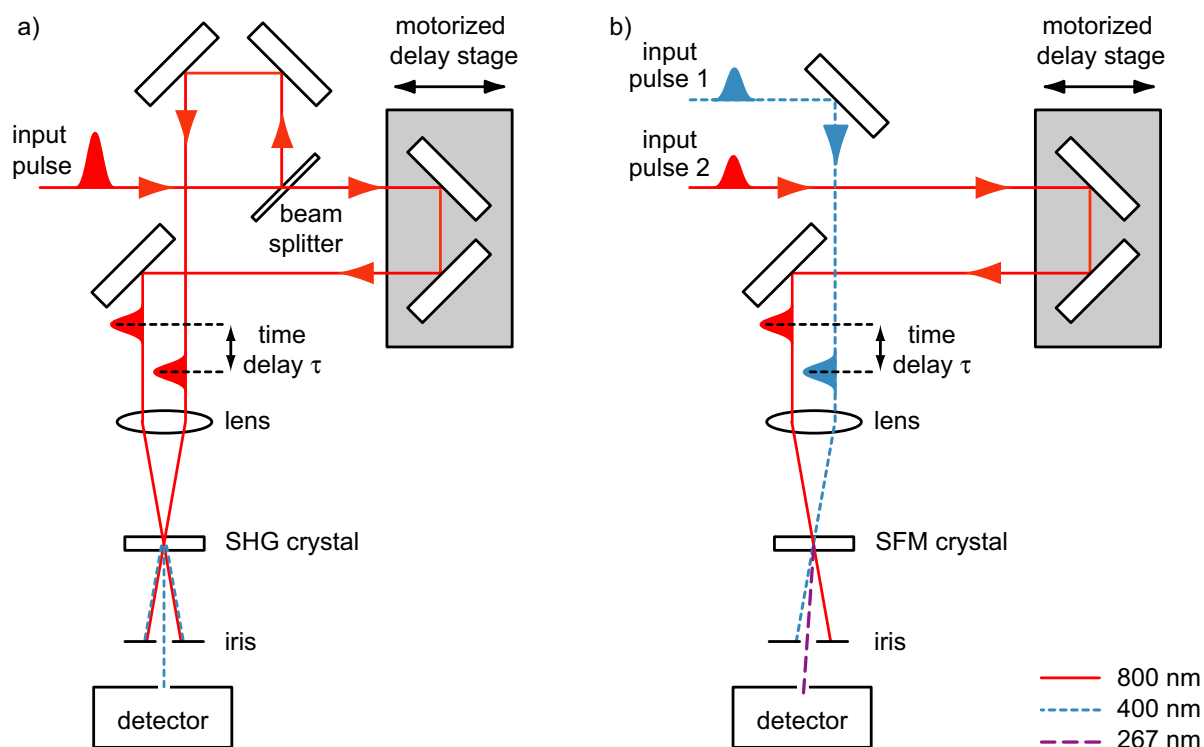 a)
motorized
delay stage
input
pulse
beam
splitter
time
delay τ
lens
SHG crystal
iris
detector
b)
input
pulse 1
motorized
delay stage
input
pulse 2
time
delay τ
lens
SFM crystal
iris
detector
800 nm
400 nm
267 nm